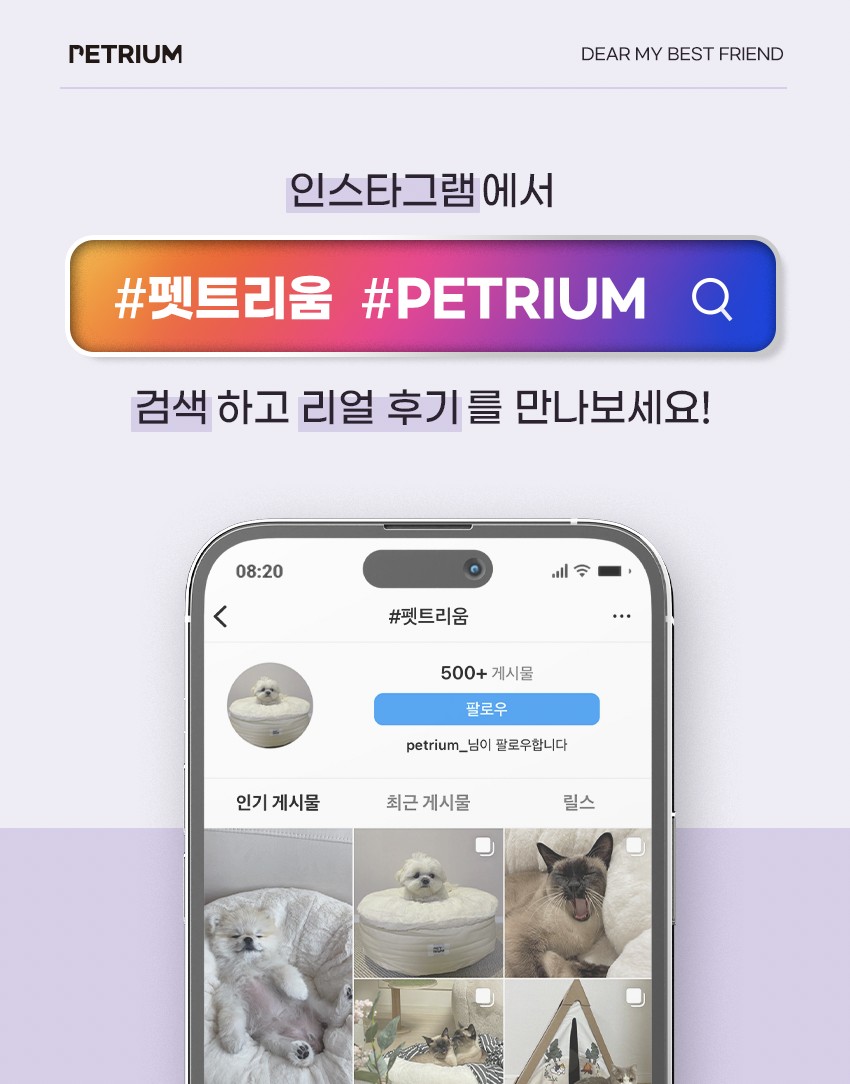 PETRIUM
DEAR MY BEST FRIEND
인스타그램에서
#펫트리움 #PETRIUM
검색하고 리얼 후기를 만나보세요!
08:20
#펫트리움
500+ 게시물
팔로우
petrium_님이 팔로우합니다
인기 게시물 최근 게시물 릴스